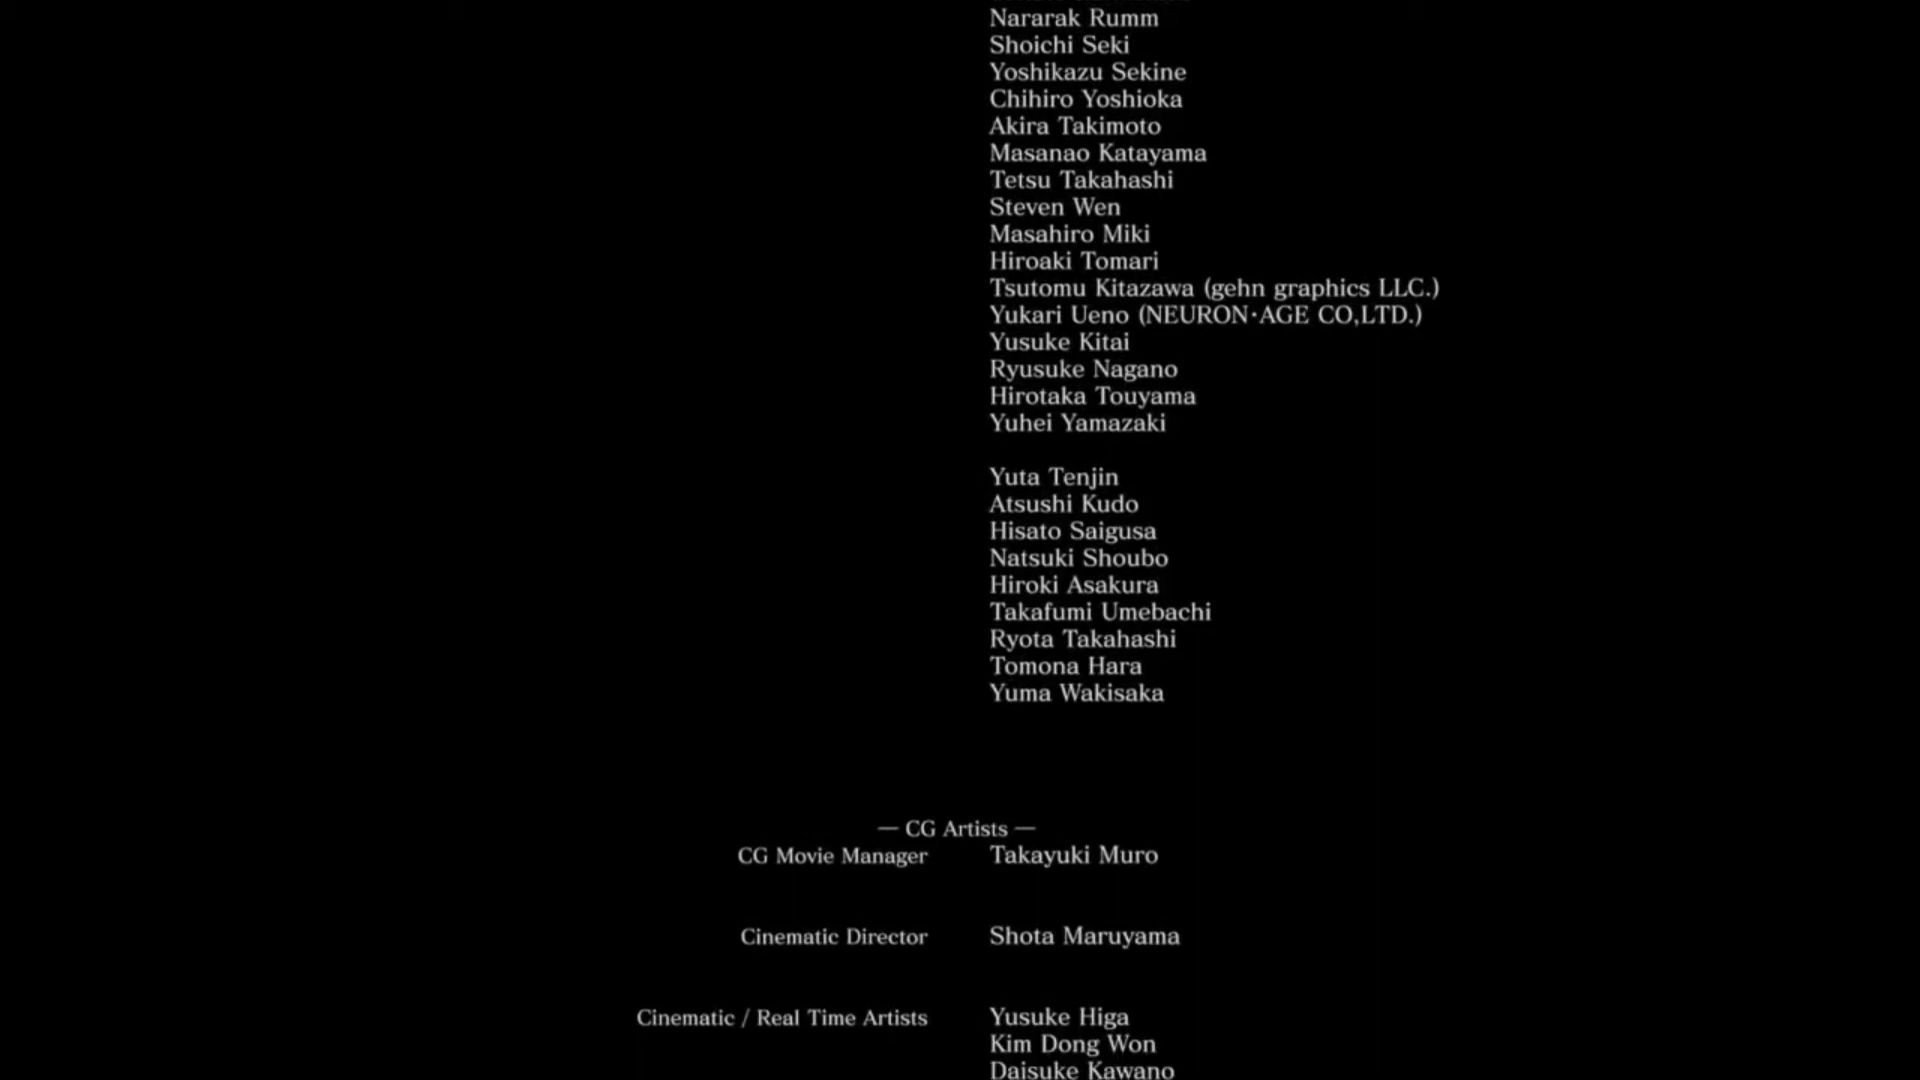 Nararak Rumm
Shoichi Seki
Yoshikazu Sekine
Chihiro Yoshioka
Akira Takimoto
Masanao Katayama
Tetsu Takahashi
Steven Wen
Masahiro Miki
Hiroaki Tomari
Tsutomu Kitazawa (gehn graphics LLC.)
Yukari Ueno (NEURON・AGE CO,LTD.)
Yusuke Kitai
Ryusuke Nagano
Hirotaka Touyama
Yuhei Yamazaki
Yuta Tenjin
Atsushi Kudo
Hisato Saigusa
Natsuki Shoubo
Hiroki Asakura
Takafumi Umebachi
Ryota Takahashi
Tomona Hara
Yuma Wakisaka
— CG Artists —
CG Movie Manager Takayuki Muro
Cinematic Director Shota Maruyama
Cinematic / Real Time Artists Yusuke Higa
Kim Dong Won
Daisuke Kawano